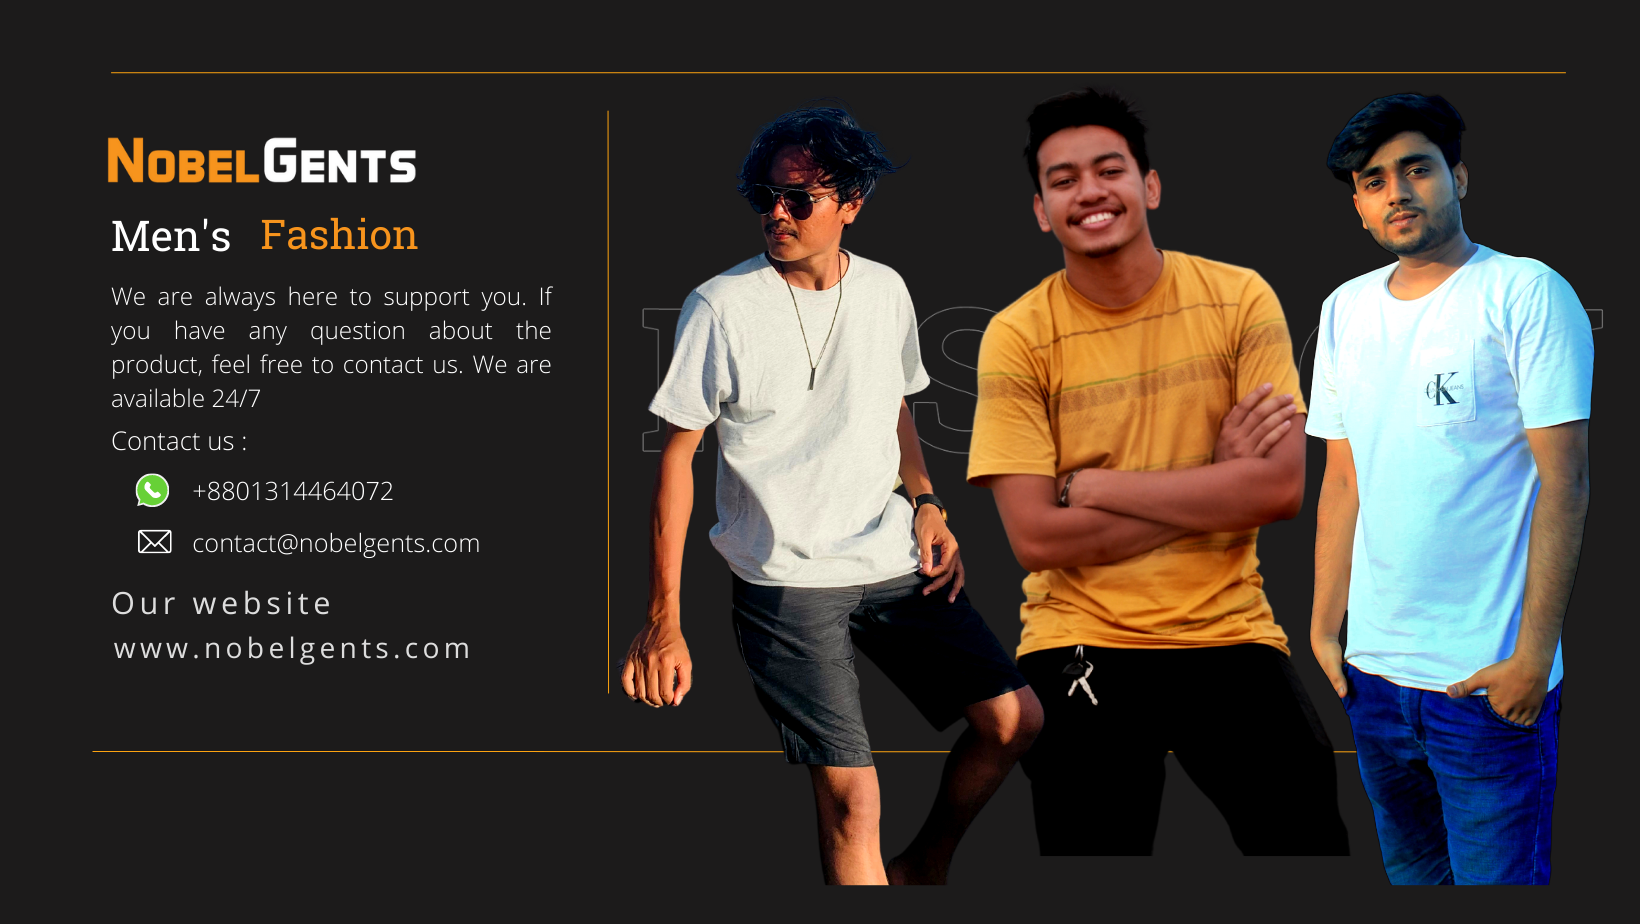 NOBELGENTS
Men's Fashion
We are always here to support you. If
you have any question about the
product, feel free to contact us. We are
available 24/7
Contact us :
+8801314464072
contact@nobelgents.com
Our website
www.nobelgents.com
CK